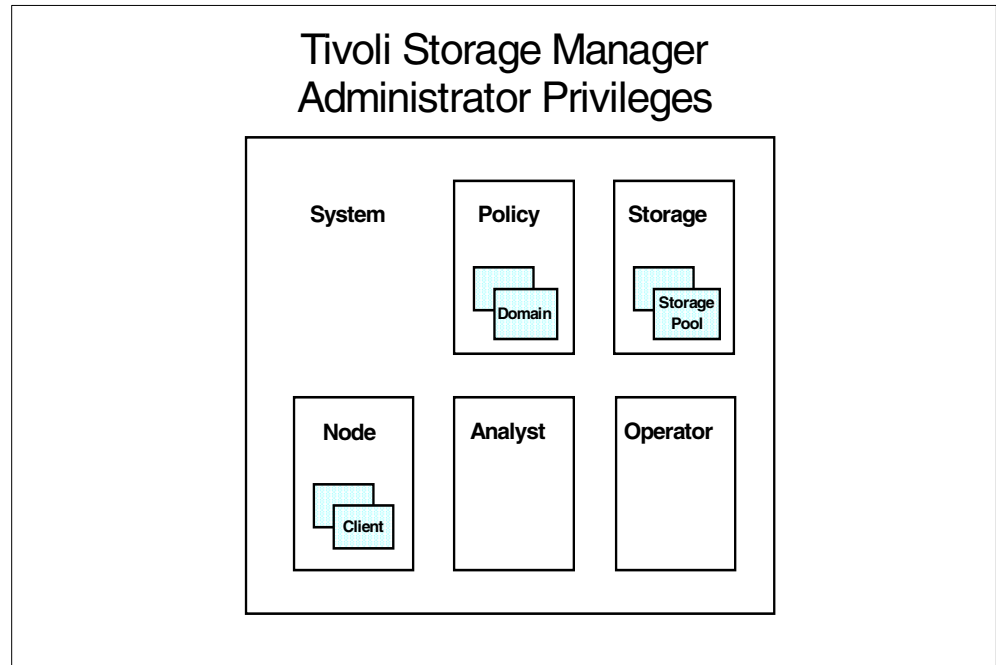 Tivoli Storage Manager
Administrator Privileges
System
Policy
Storage
Domain
Storage
Pool
Node
Analyst
Operator
Client